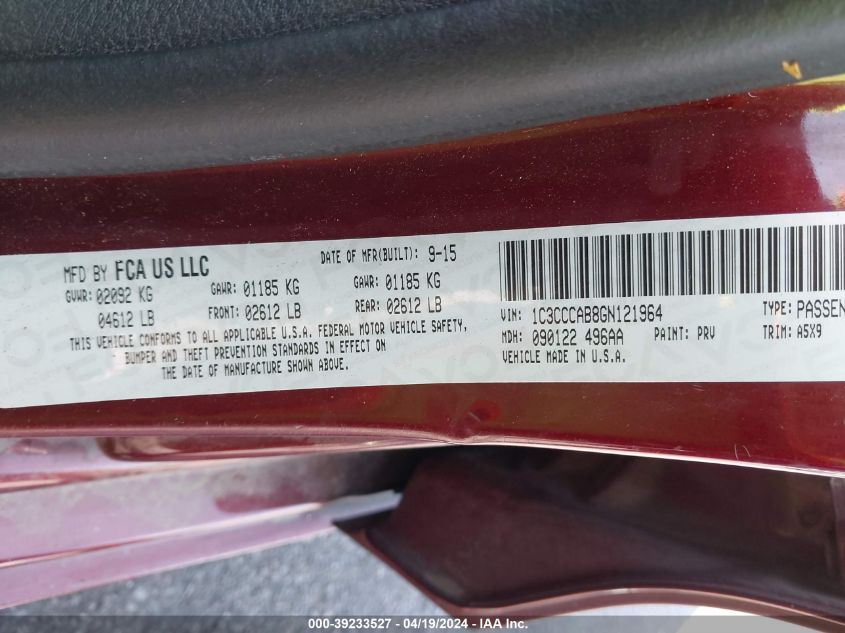 MFD BY FCA US LLC DATE OF MFR(BUILT): 9-15
GVWR: 02092 KG GAWR: 01185 KG GAWR: 01185 KG
04612 LB FRONT: 02612 LB REAR: 02612 LB
THIS VEHICLE CONFORMS TO ALL APPLICABLE U.S.A. FEDERAL MOTOR VEHICLE SAFETY,
BUMPER AND THEFT PREVENTION STANDARDS IN EFFECT ON
THE DATE OF MANUFACTURE SHOWN ABOVE.
VIN: 1C3CCCAB8GN121964 TYPE: PASSEN
MDH: 090122 496AA PAINT: PRV TRIM: A5X9
VEHICLE MADE IN U.S.A.
000-39233527 - 04/19/2024 - IAA Inc.